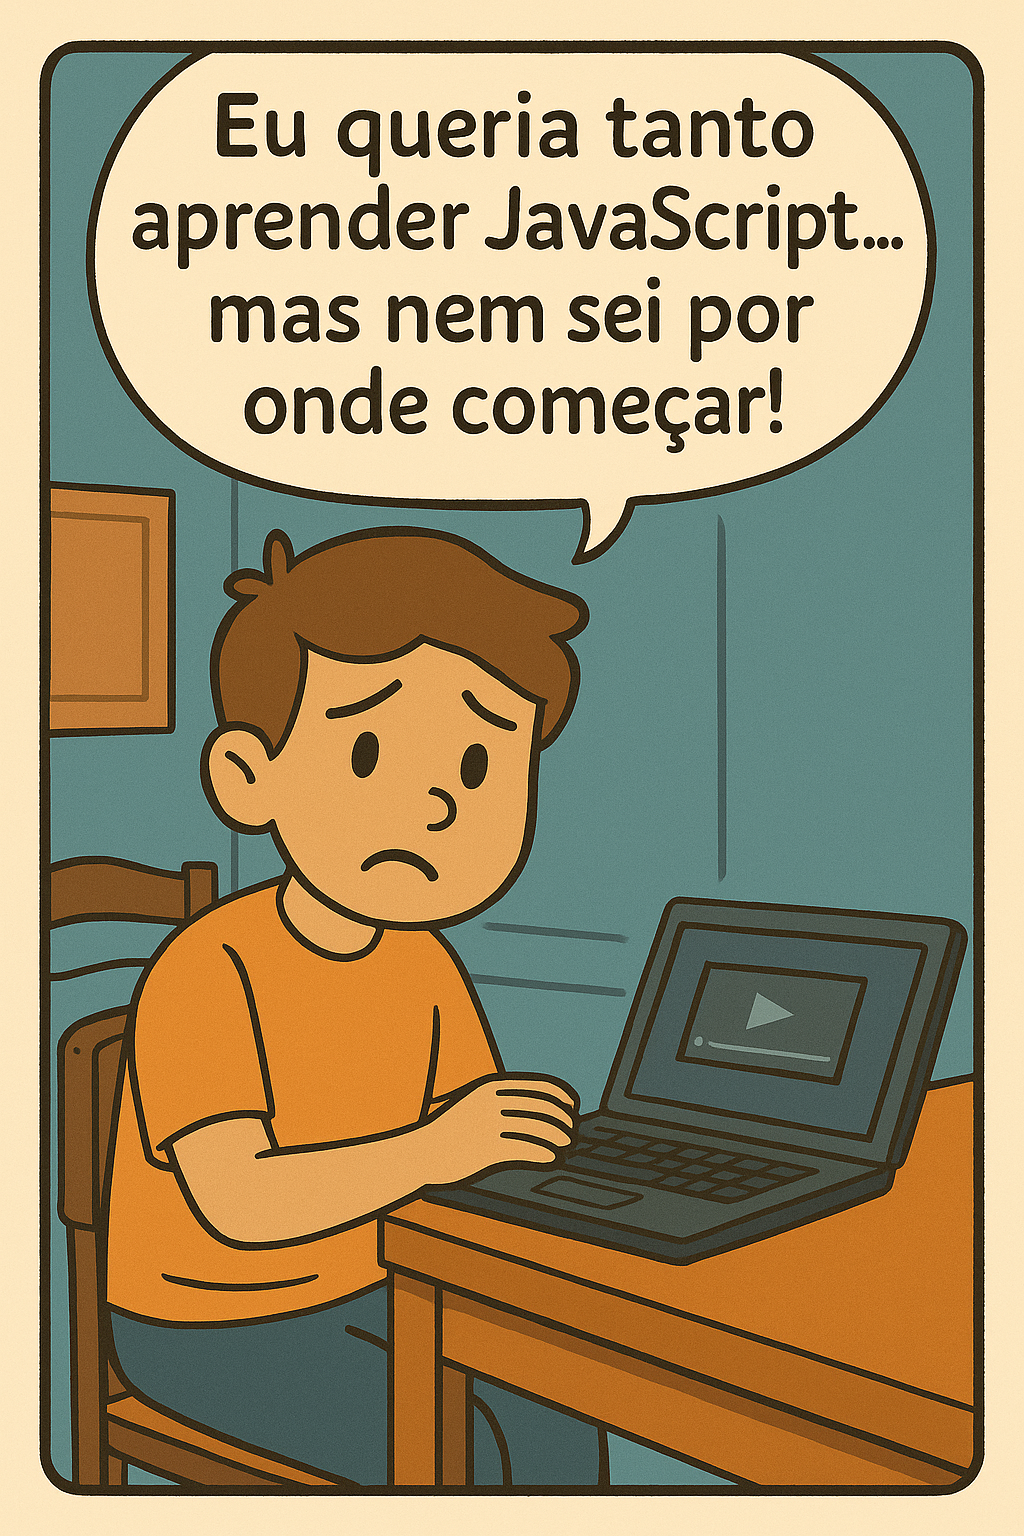 Eu queria tanto
aprender JavaScript...
mas nem sei por
onde começar!